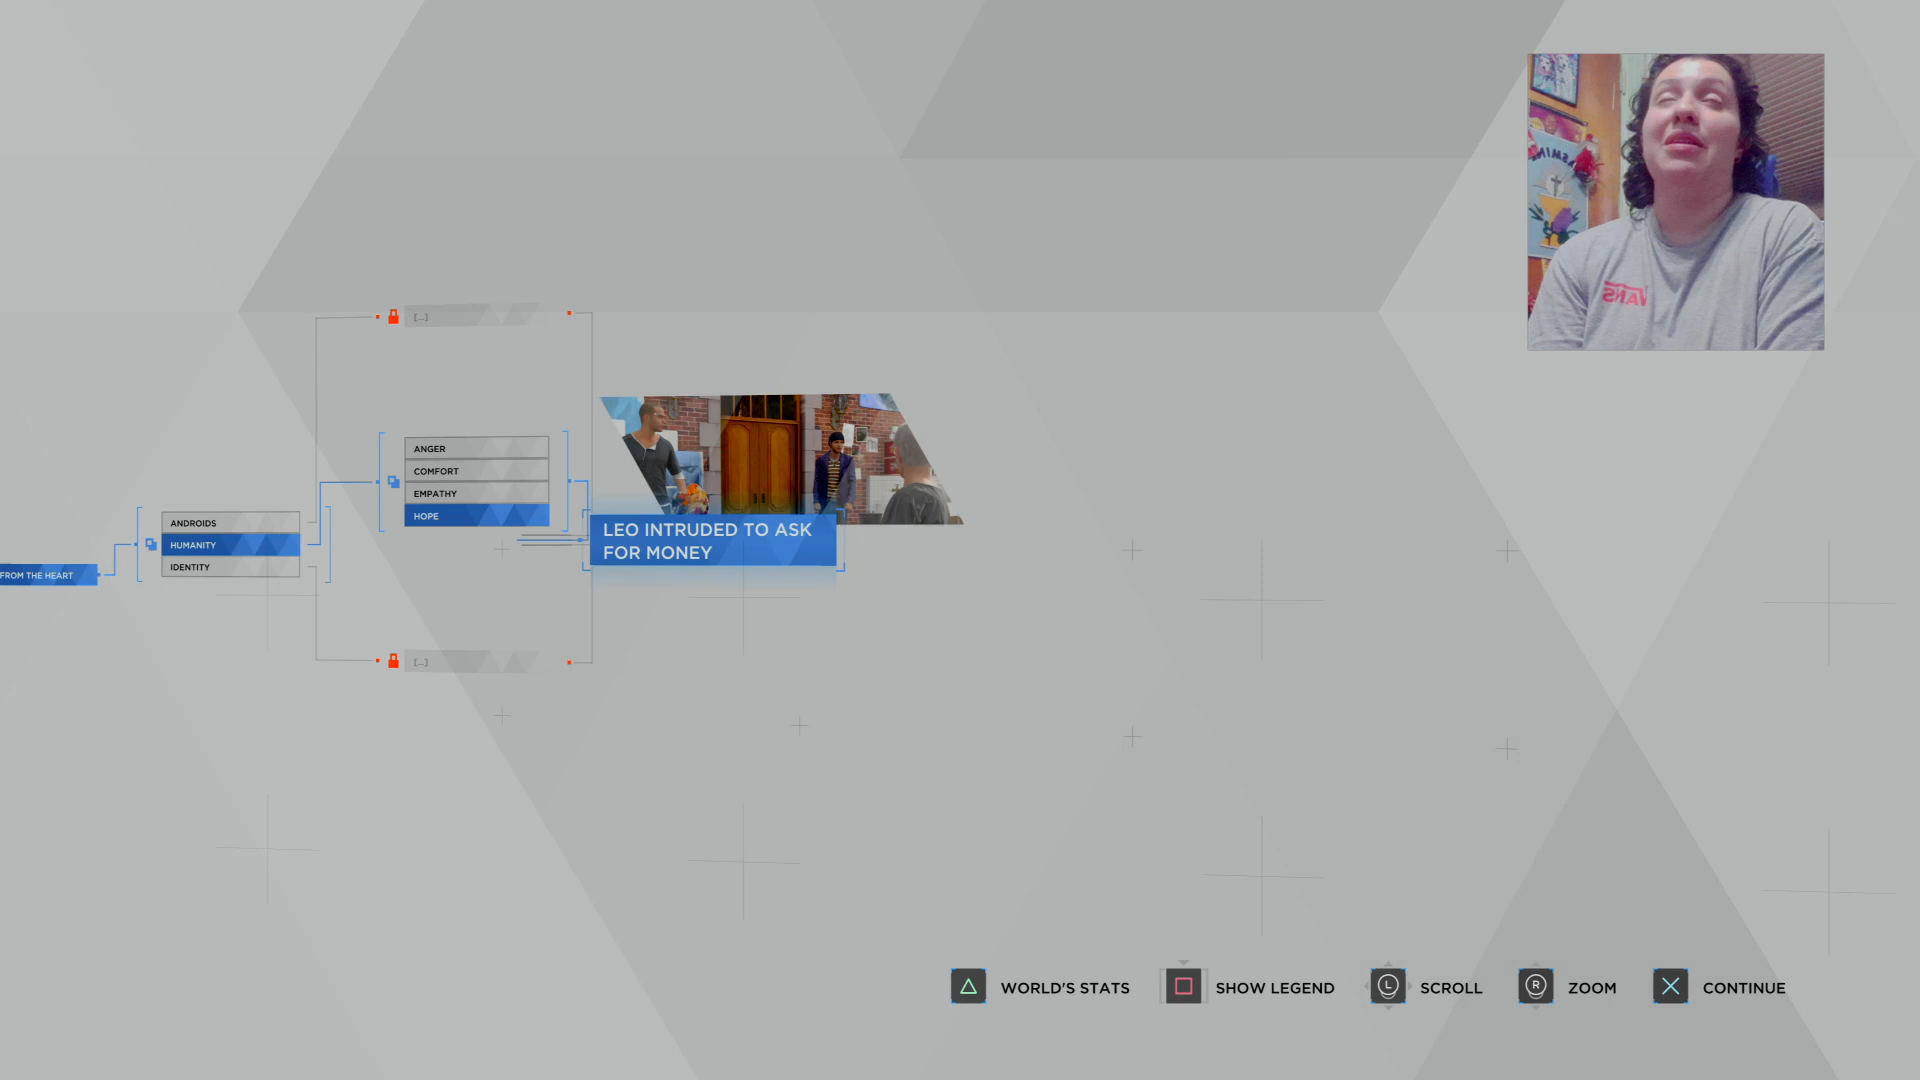 [...]
ANGER
COMFORT
EMPATHY
HOPE
ANDROIDS
HUMANITY
IDENTITY
FROM THE HEART
LEO INTRUDED TO ASK
FOR MONEY
[...]
WORLD'S STATS
SHOW LEGEND
L
SCROLL
R
ZOOM
CONTINUE
VANS